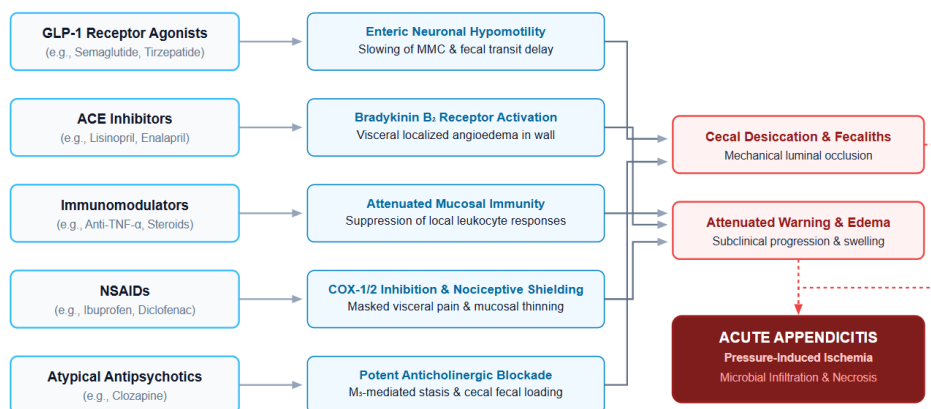 GLP-1 Receptor Agonists
(e.g., Semaglutide, Tirzepatide)
Enteric Neuronal Hypomotility
Slowing of MMC & fecal transit delay
ACE Inhibitors
(e.g., Lisinopril, Enalapril)
Bradykinin B₂ Receptor Activation
Visceral localized angioedema in wall
Cecal Desiccation & Fecaliths
Mechanical luminal occlusion
Immunomodulators
(e.g., Anti-TNF-α, Steroids)
Attenuated Mucosal Immunity
Suppression of local leukocyte responses
Attenuated Warning & Edema
Subclinical progression & swelling
NSAIDs
(e.g., Ibuprofen, Diclofenac)
COX-1/2 Inhibition & Nociceptive Shielding
Masked visceral pain & mucosal thinning
ACUTE APPENDICITIS
Pressure-Induced Ischemia
Microbial Infiltration & Necrosis
Atypical Antipsychotics
(e.g., Clozapine)
Potent Anticholinergic Blockade
M₃-mediated stasis & cecal fecal loading